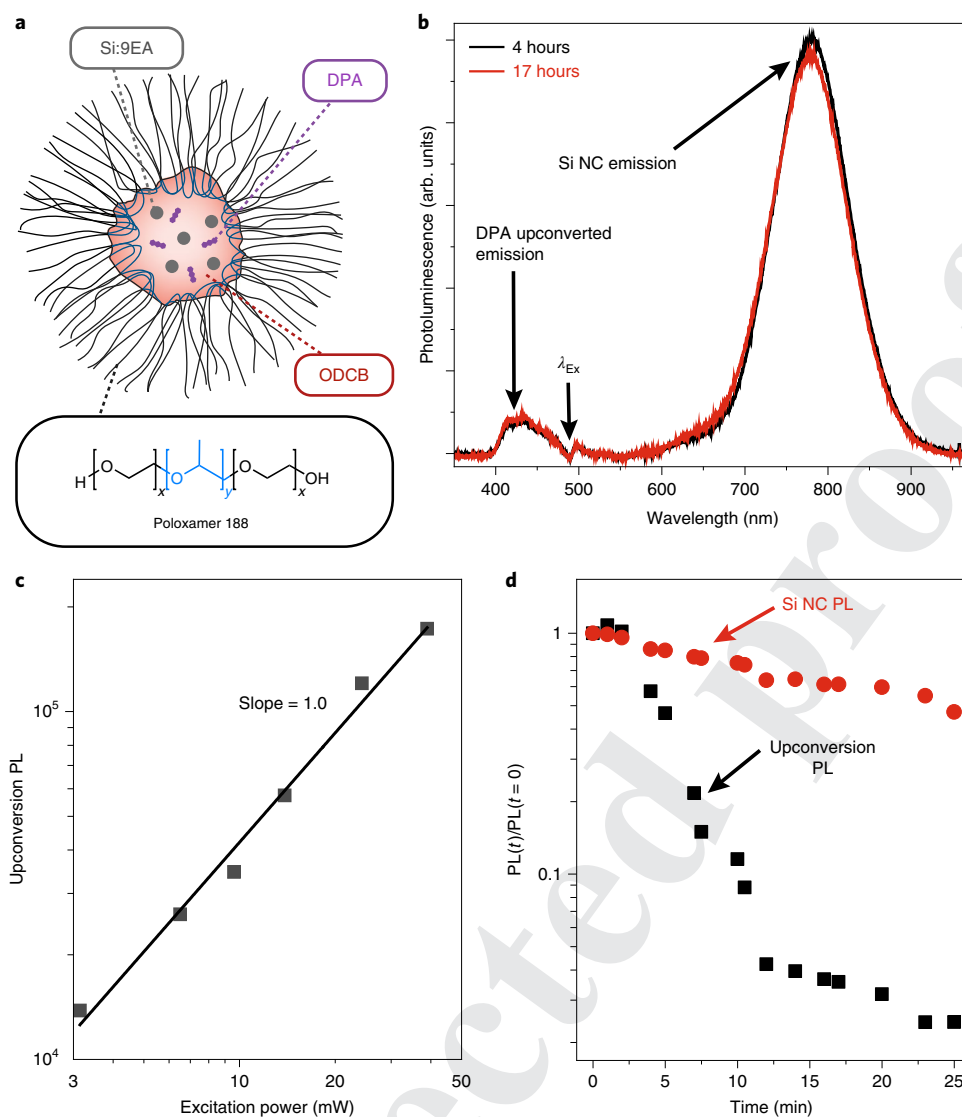 a
Si:9EA
DPA
ODCB
H
O
x
O
y
O
x
OH
Poloxamer 188
b
4 hours
17 hours
Si NC emission
DPA upconverted
emission
λEx
Photoluminescence (arb. units)
400 500 600 700 800 900
Wavelength (nm)
c
Slope = 1.0
Upconversion PL
10⁵
10⁴
3 10 50
Excitation power (mW)
d
Si NC PL
Upconversion
PL
PL(t)/PL(t = 0)
1
0.1
0 5 10 15 20 25
Time (min)